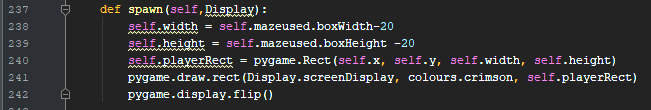 237 def spawn(self,Display):
238 self.width = self.mazeused.boxWidth-20
239 self.height = self.mazeused.boxHeight -20
240 self.playerRect = pygame.Rect(self.x, self.y, self.width, self.height)
241 pygame.draw.rect(Display.screenDisplay, colours.crimson, self.playerRect)
242 pygame.display.flip()